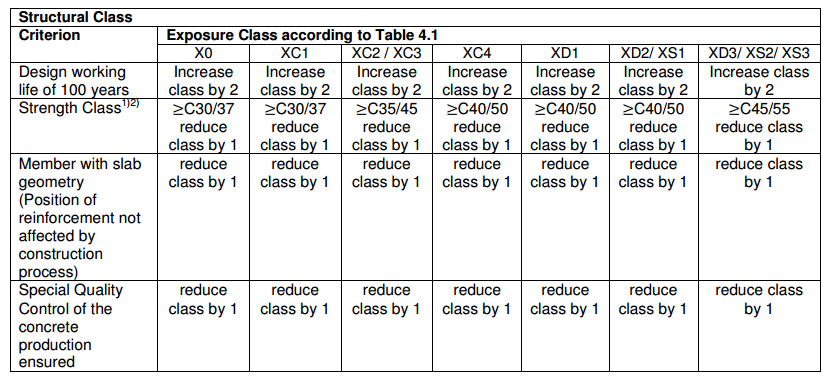 Structural Class
Criterion Exposure Class according to Table 4.1
X0 XC1 XC2 / XC3 XC4 XD1 XD2/ XS1 XD3/ XS2/ XS3
Design working life of 100 years Increase class by 2 Increase class by 2 Increase class by 2 Increase class by 2 Increase class by 2 Increase class by 2 Increase class by 2
Strength Class1)2) ≥C30/37 reduce class by 1 ≥C30/37 reduce class by 1 ≥C35/45 reduce class by 1 ≥C40/50 reduce class by 1 ≥C40/50 reduce class by 1 ≥C40/50 reduce class by 1 ≥C45/55 reduce class by 1
Member with slab geometry (Position of reinforcement not affected by construction process) reduce class by 1 reduce class by 1 reduce class by 1 reduce class by 1 reduce class by 1 reduce class by 1 reduce class by 1
Special Quality Control of the concrete production ensured reduce class by 1 reduce class by 1 reduce class by 1 reduce class by 1 reduce class by 1 reduce class by 1 reduce class by 1